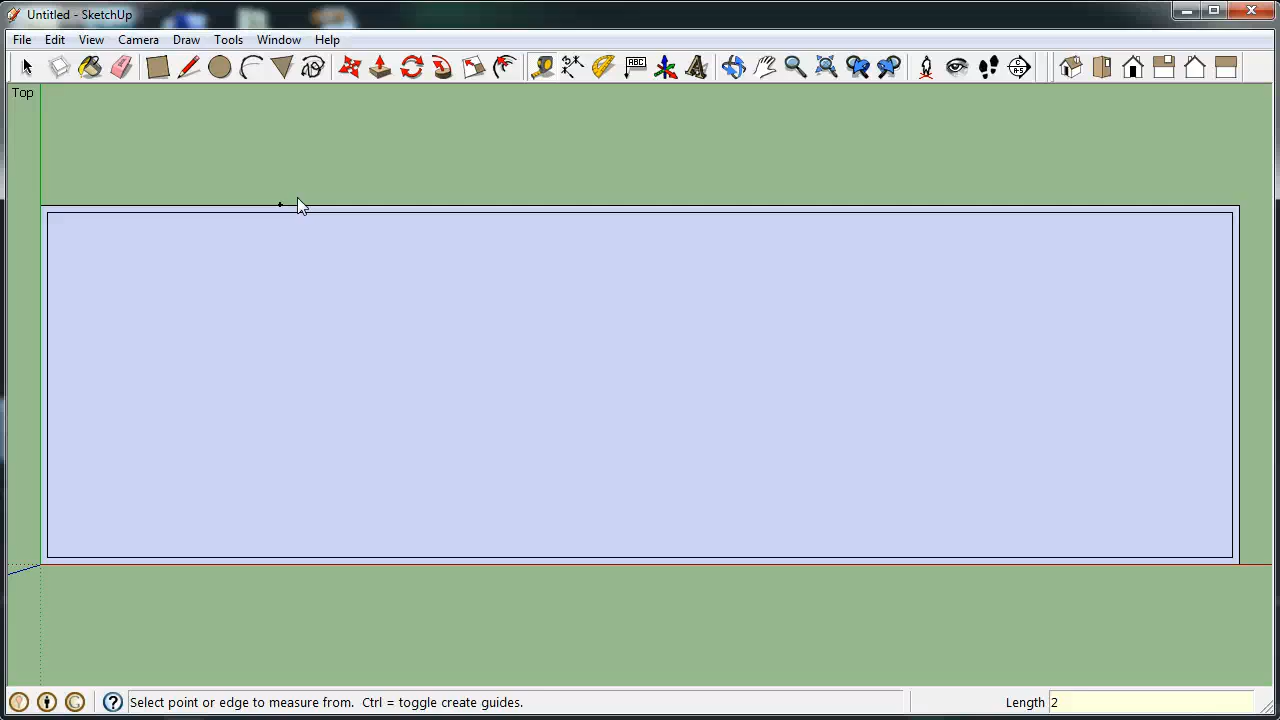 Untitled - SketchUp
File Edit View Camera Draw Tools Window Help
ABC
Top
Select point or edge to measure from. Ctrl = toggle create guides.
Length 2